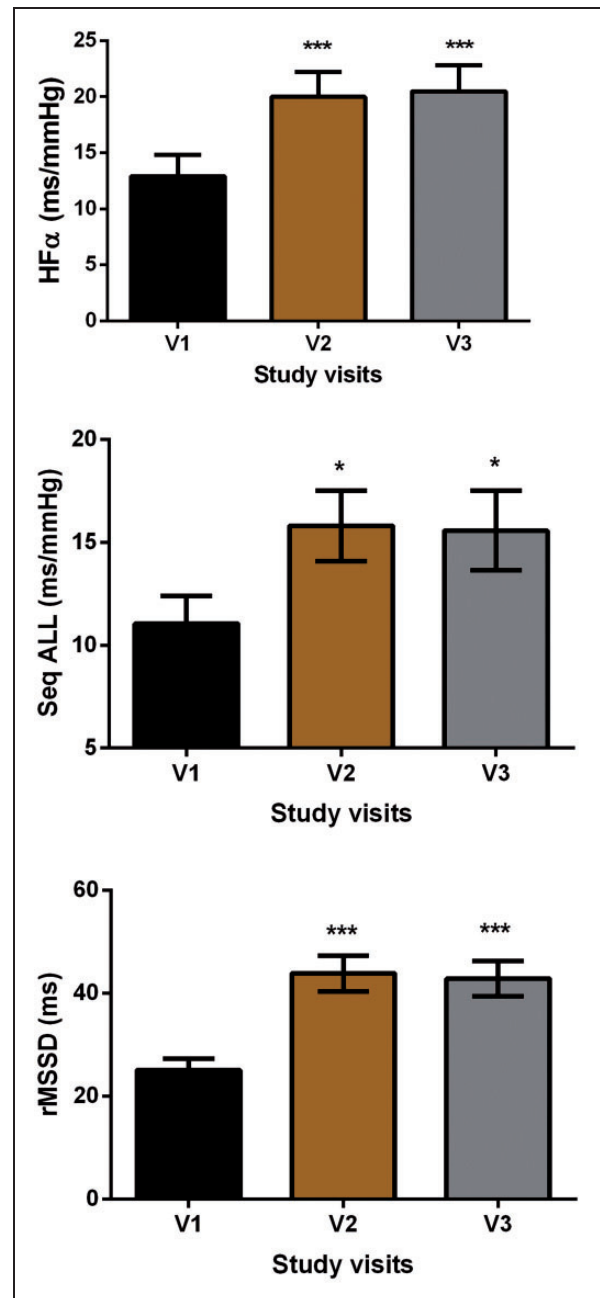 HFα (ms/mmHg)
25
20
15
10
5
0
*** ***
V1 V2 V3
Study visits
Seq ALL (ms/mmHg)
20
15
10
5
* *
V1 V2 V3
Study visits
rMSSD (ms)
60
40
20
0
*** ***
V1 V2 V3
Study visits